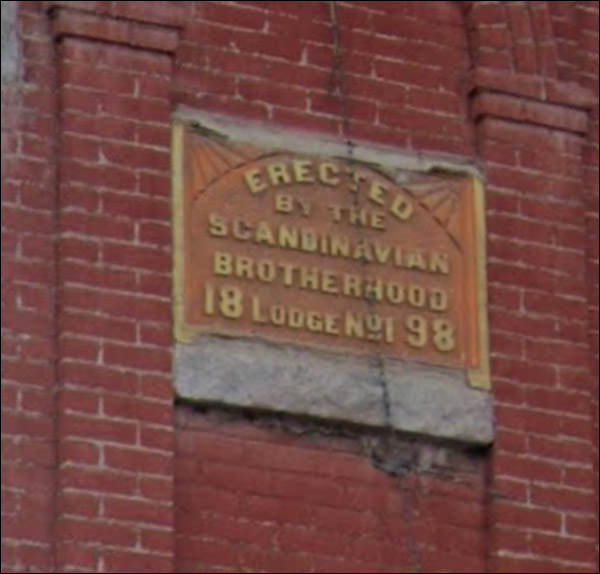 ERECTED
BY THE
SCANDINAVIAN
BROTHERHOOD
18 LODGE No 1 98